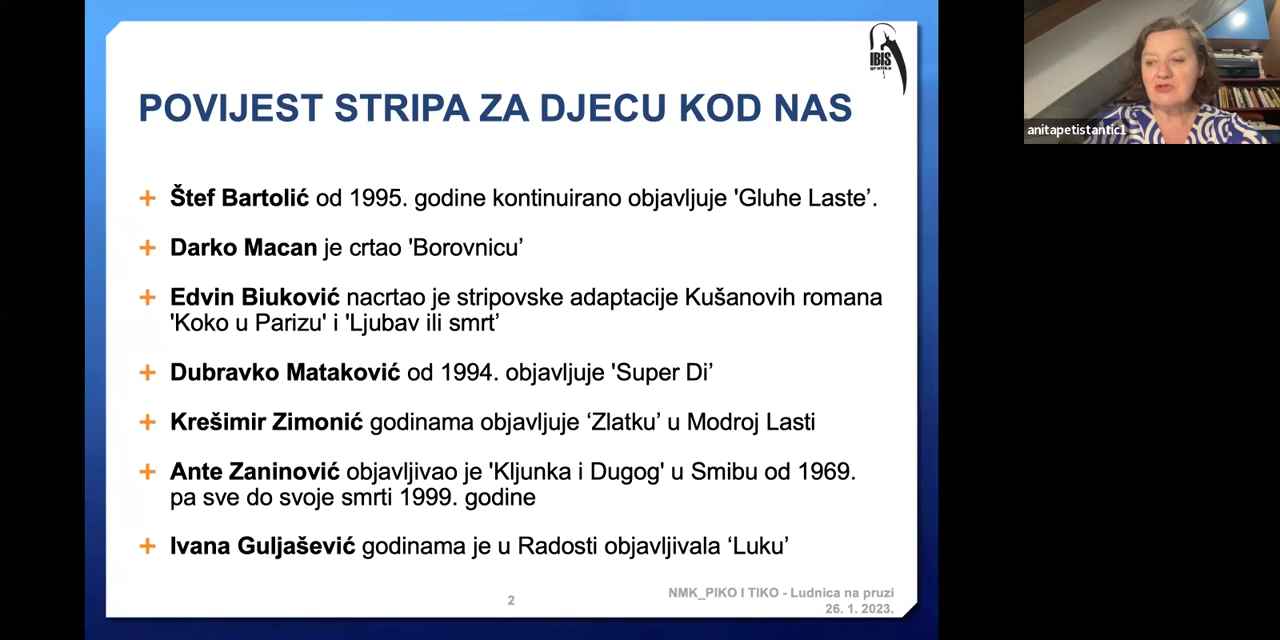 IBIS
grafika
POVIJEST STRIPA ZA DJECU KOD NAS
+ Štef Bartolić od 1995. godine kontinuirano objavljuje 'Gluhe Laste’.
+ Darko Macan je crtao 'Borovnicu’
+ Edvin Biuković nacrtao je stripovske adaptacije Kušanovih romana
'Koko u Parizu' i 'Ljubav ili smrt’
+ Dubravko Mataković od 1994. objavljuje 'Super Di’
+ Krešimir Zimonić godinama objavljuje ‘Zlatku’ u Modroj Lasti
+ Ante Zaninović objavljivao je 'Kljunka i Dugog' u Smibu od 1969.
pa sve do svoje smrti 1999. godine
+ Ivana Guljašević godinama je u Radosti objavljivala ‘Luku’
2
NMK_PIKO I TIKO - Ludnica na pruzi
26. 1. 2023.
anitapetistantic1